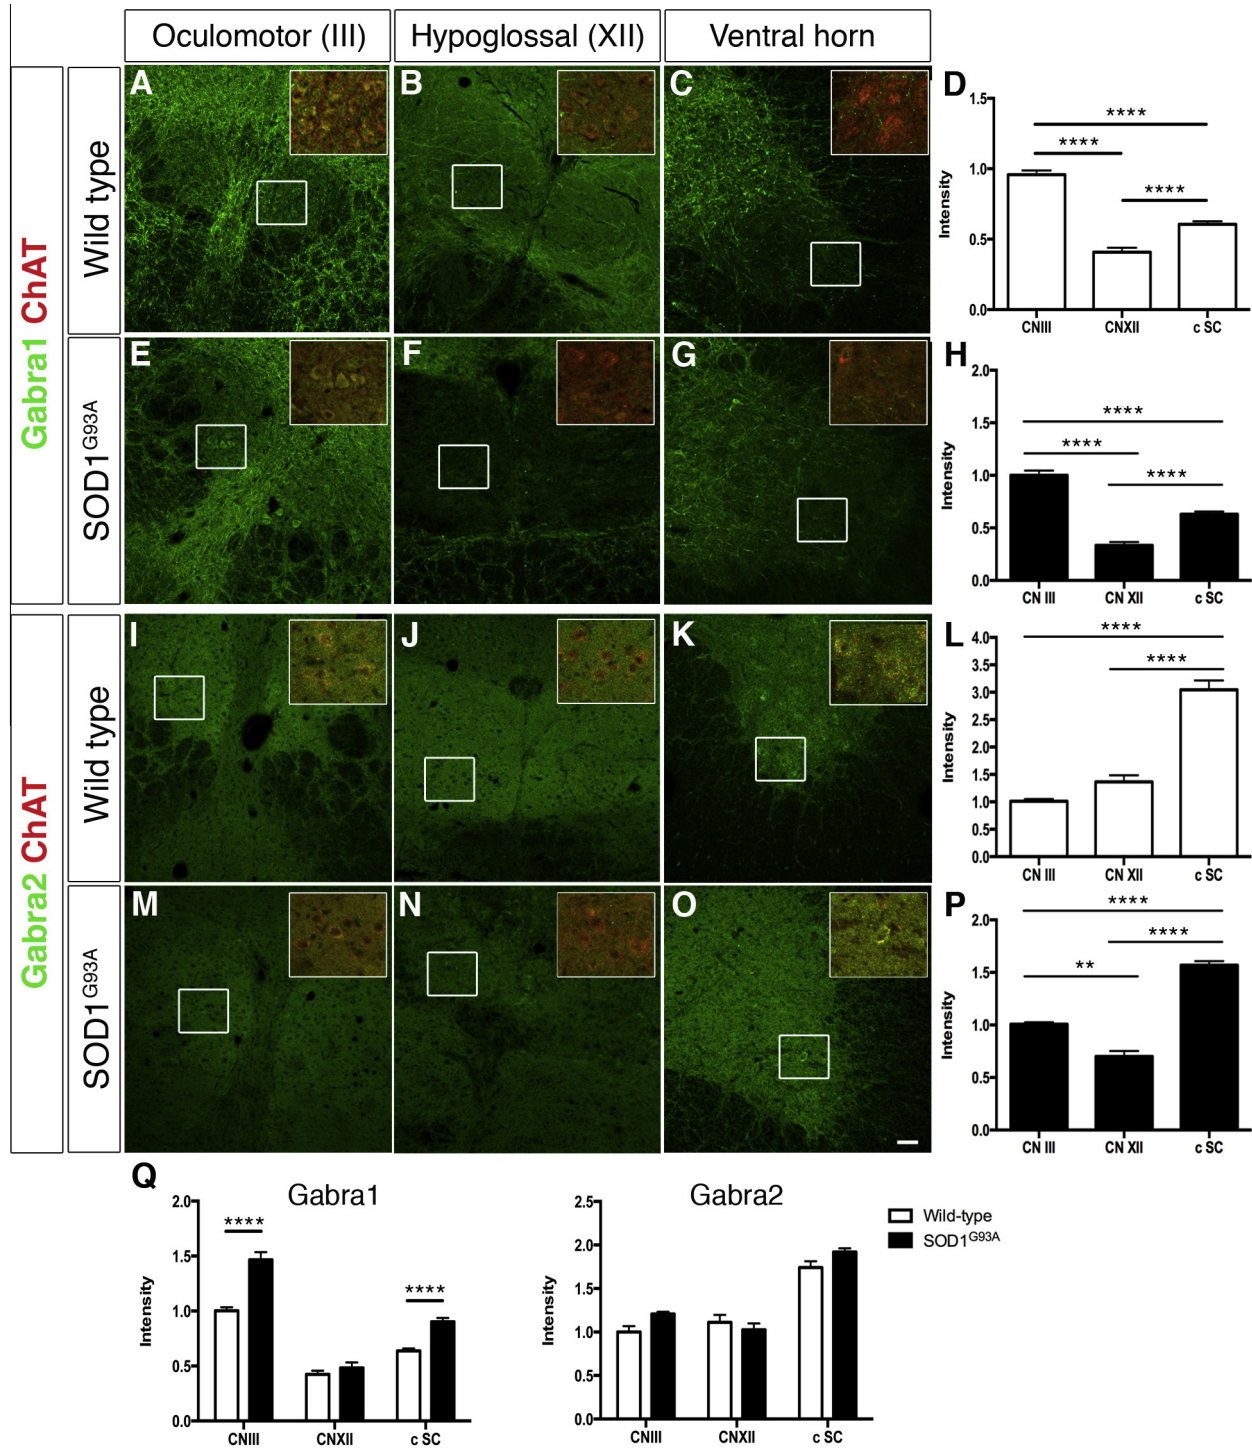 Oculomotor (III)
Hypoglossal (XII)
Ventral horn
Gabra1 ChAT
Wild type
A
B
C
D
1.5
1.0
0.5
0.0
Intensity
****
****
****
CNIII
CNXII
c SC
SOD1G93A
E
F
G
H
2.0
1.5
1.0
0.5
0.0
Intensity
****
****
****
CN III
CN XII
c SC
Gabra2 ChAT
Wild type
I
J
K
L
4.0
3.5
3.0
2.5
2.0
1.5
1.0
0.5
0.0
Intensity
****
****
CN III
CN XII
c SC
SOD1G93A
M
N
O
P
2.0
1.5
1.0
0.5
0.0
Intensity
****
****
**
CN III
CN XII
c SC
Q
Gabra1
2.0
1.5
1.0
0.5
0.0
Intensity
****
****
CNIII
CNXII
c SC
Gabra2
2.5
2.0
1.5
1.0
0.5
0.0
Intensity
CNIII
CNXII
c SC
Wild-type
SOD1G93A